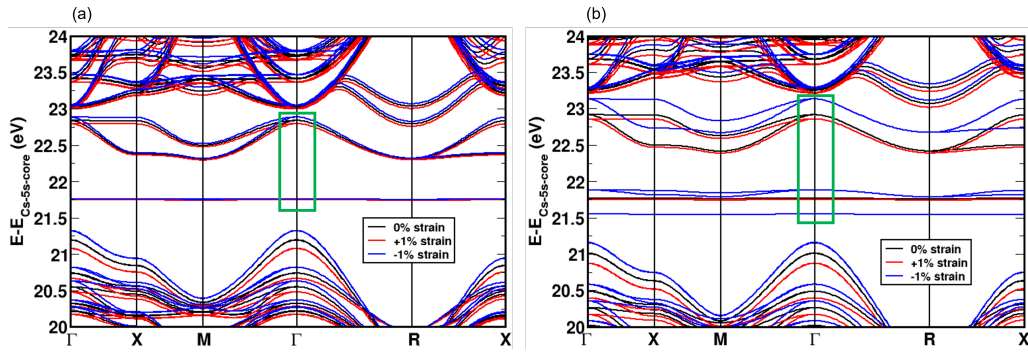 (a)
(b)
24
23.5
23
22.5
22
21.5
21
20.5
20
E-E_Cs-5s-core (eV)
0% strain
+1% strain
-1% strain
Γ X M Γ R X
24
23.5
23
22.5
22
21.5
21
20.5
20
E-E_Cs-5s-core (eV)
0% strain
+1% strain
-1% strain
Γ X M Γ R X